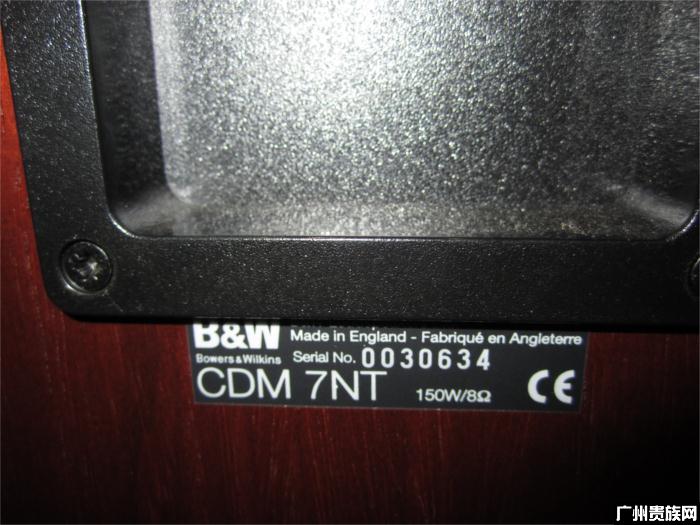 B&W
Made in England - Fabriqué en Angleterre
Bowers & Wilkins Serial No. 0030634
CDM 7NT 150W/8Ω CE
广州贵族网